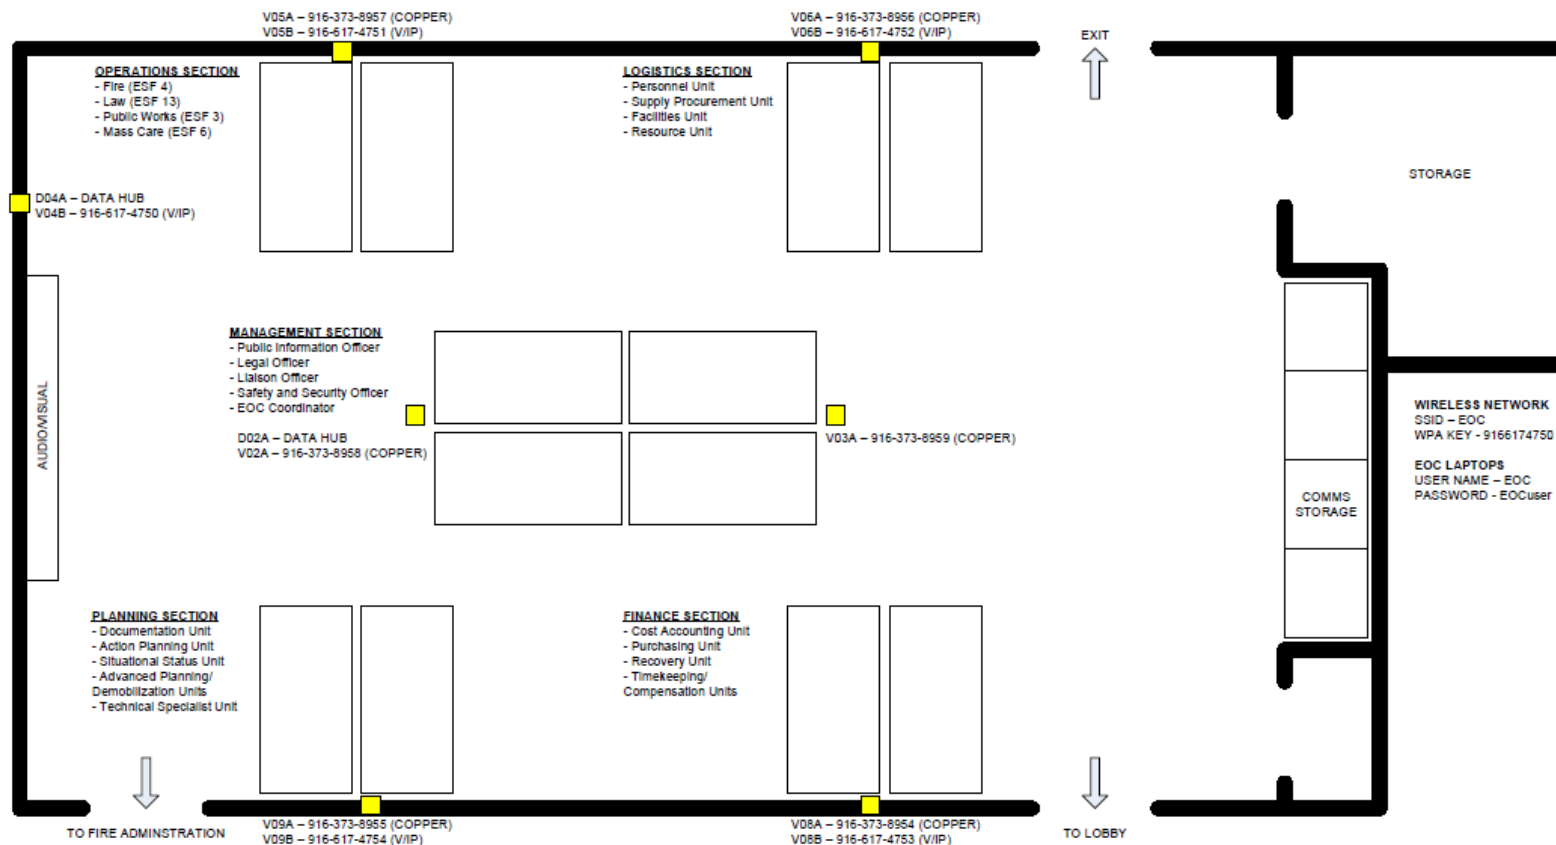 V05A – 916-373-8957 (COPPER)
V05B – 916-617-4751 (V/IP)
V06A – 916-373-8956 (COPPER)
V06B – 916-617-4752 (V/IP)
EXIT
OPERATIONS SECTION
- Fire (ESF 4)
- Law (ESF 13)
- Public Works (ESF 3)
- Mass Care (ESF 6)
LOGISTICS SECTION
- Personnel Unit
- Supply Procurement Unit
- Facilities Unit
- Resource Unit
STORAGE
D04A – DATA HUB
V04B – 916-617-4750 (V/IP)
AUDIO/VISUAL
MANAGEMENT SECTION
- Public Information Officer
- Legal Officer
- Liaison Officer
- Safety and Security Officer
- EOC Coordinator
D02A – DATA HUB
V02A – 916-373-8958 (COPPER)
V03A – 916-373-8959 (COPPER)
WIRELESS NETWORK
SSID – EOC
WPA KEY - 9166174750
EOC LAPTOPS
USER NAME – EOC
PASSWORD - EOCuser
COMMS
STORAGE
PLANNING SECTION
- Documentation Unit
- Action Planning Unit
- Situational Status Unit
- Advanced Planning/
Demobilization Units
- Technical Specialist Unit
FINANCE SECTION
- Cost Accounting Unit
- Purchasing Unit
- Recovery Unit
- Timekeeping/
Compensation Units
TO FIRE ADMINSTRATION
V09A – 916-373-8955 (COPPER)
V09B – 916-617-4754 (V/IP)
V08A – 916-373-8954 (COPPER)
V08B – 916-617-4753 (V/IP)
TO LOBBY